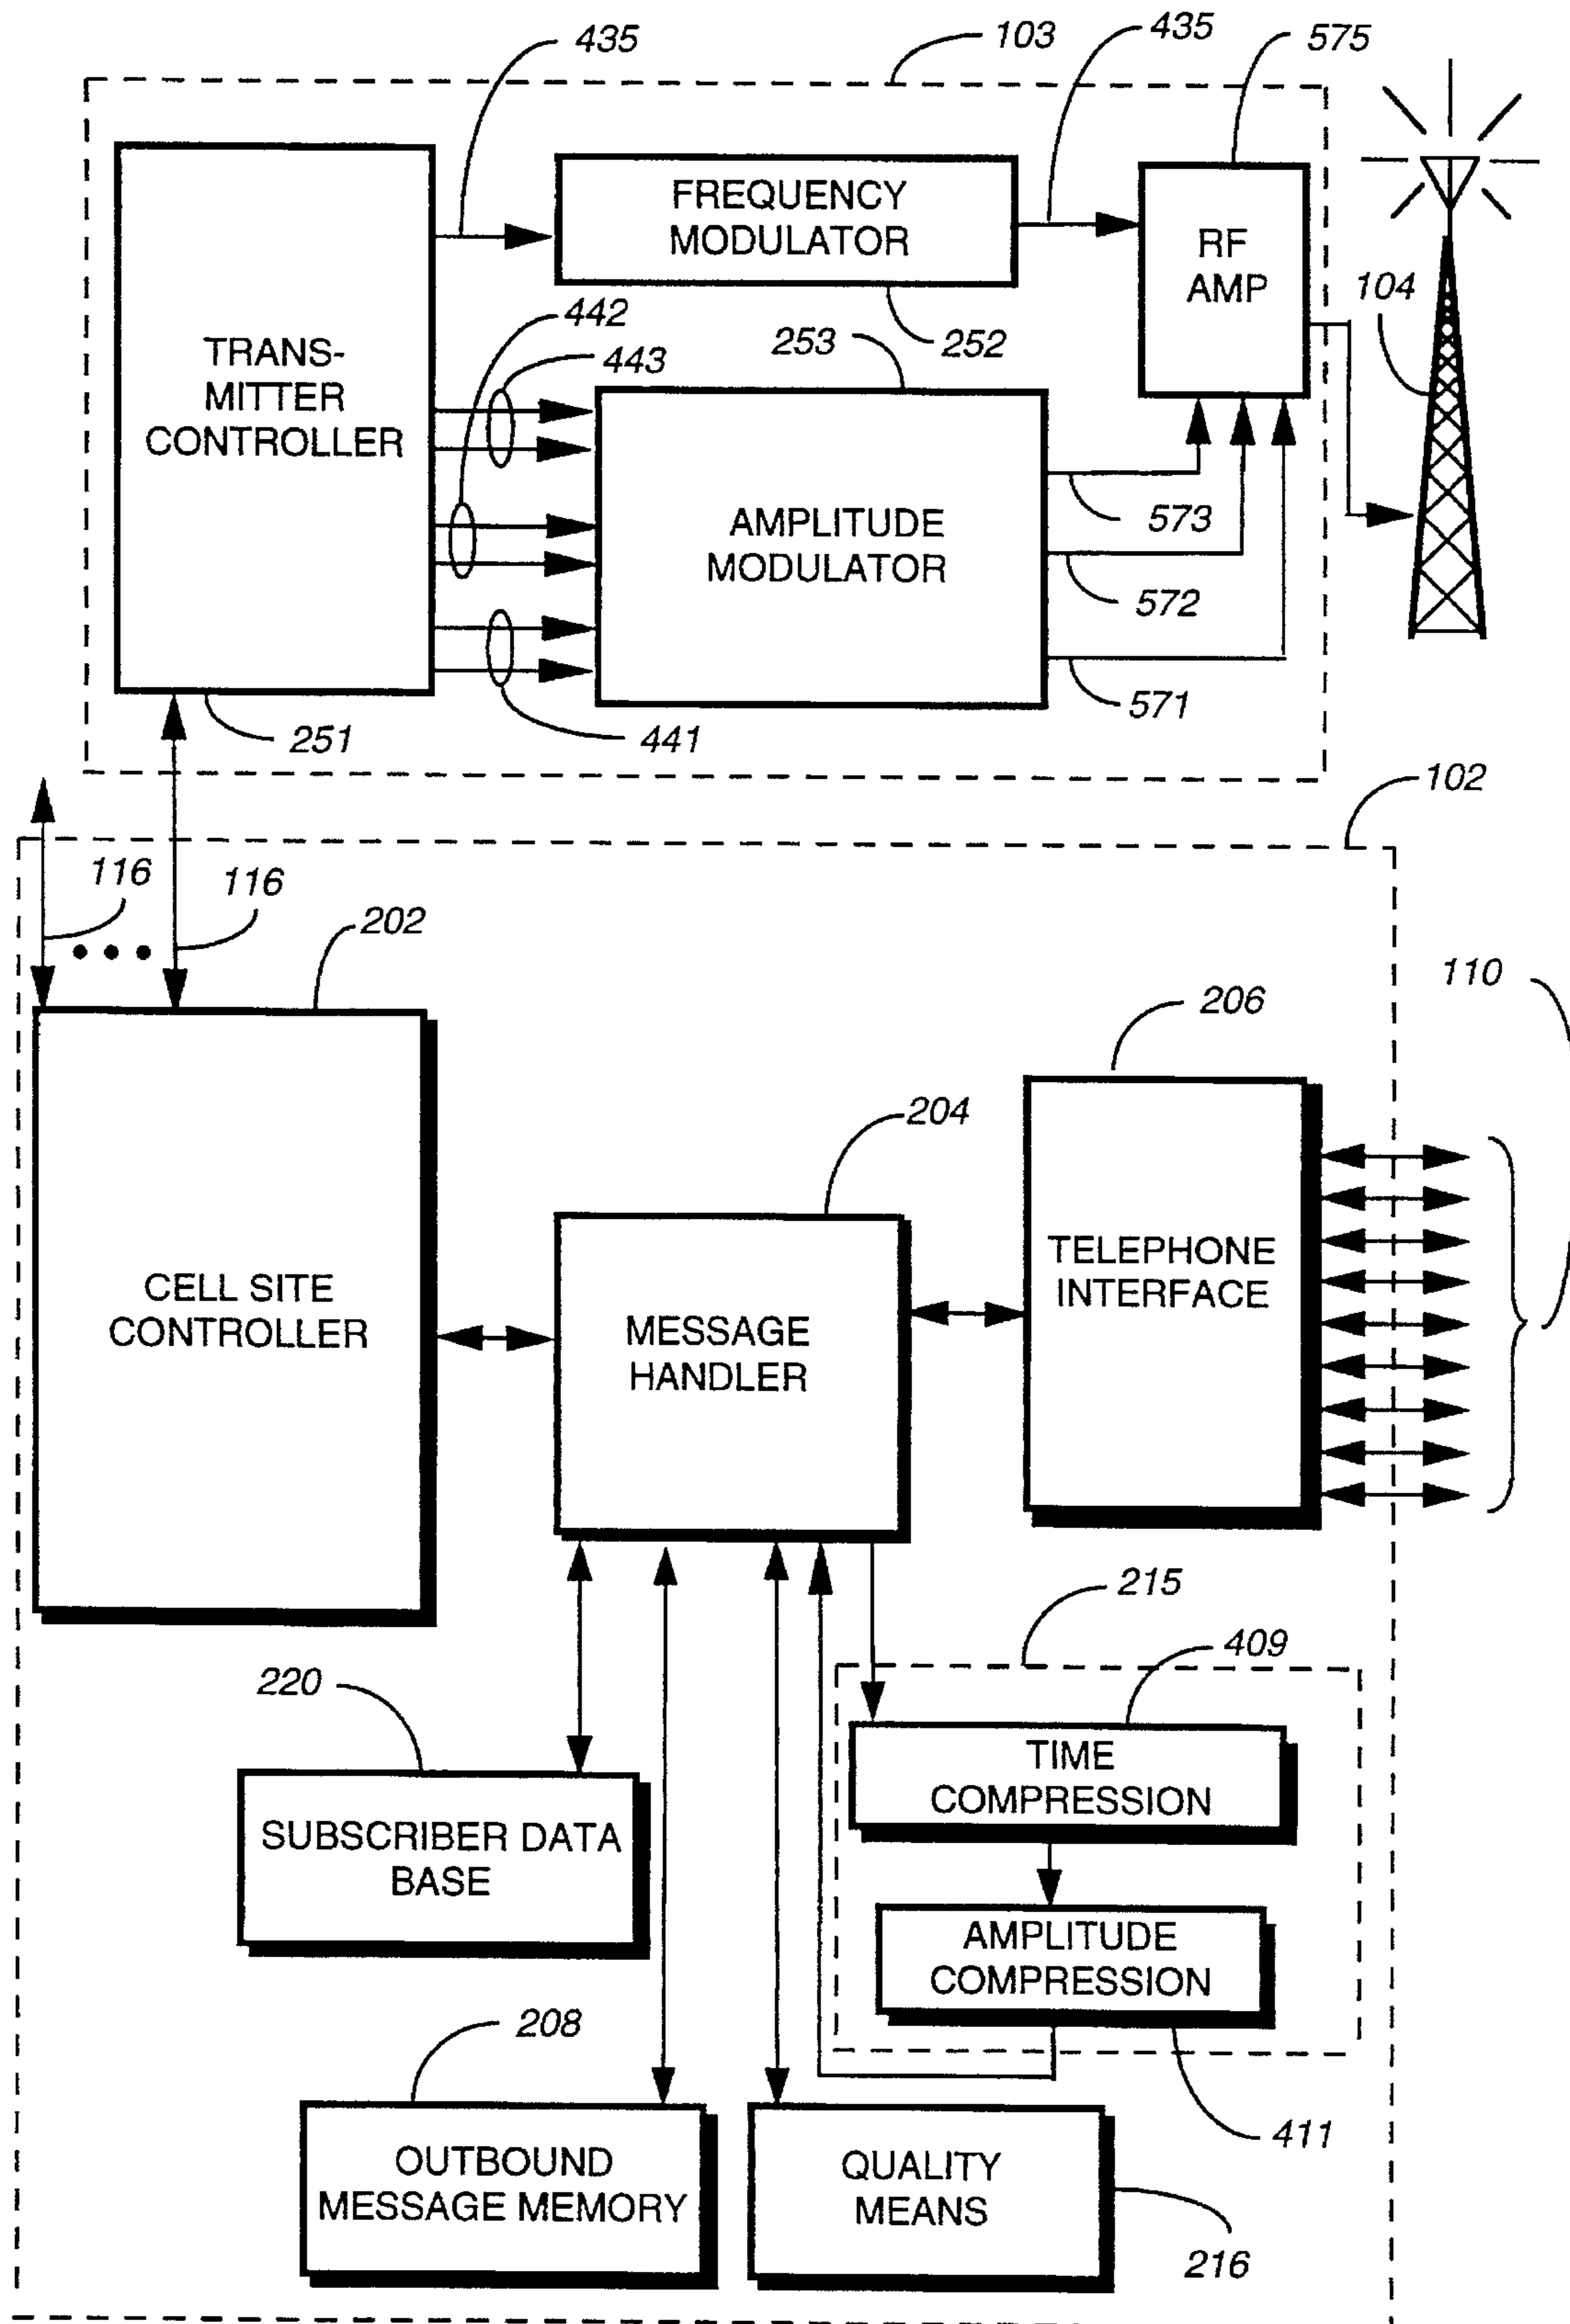 435
103
435
575
FREQUENCY
MODULATOR
RF
AMP
104
442
443
253
252
TRANS-
MITTER
CONTROLLER
AMPLITUDE
MODULATOR
573
572
571
251
441
102
116
116
202
110
206
204
TELEPHONE
INTERFACE
CELL SITE
CONTROLLER
MESSAGE
HANDLER
215
409
220
TIME
COMPRESSION
SUBSCRIBER DATA
BASE
AMPLITUDE
COMPRESSION
208
411
OUTBOUND
MESSAGE MEMORY
QUALITY
MEANS
216